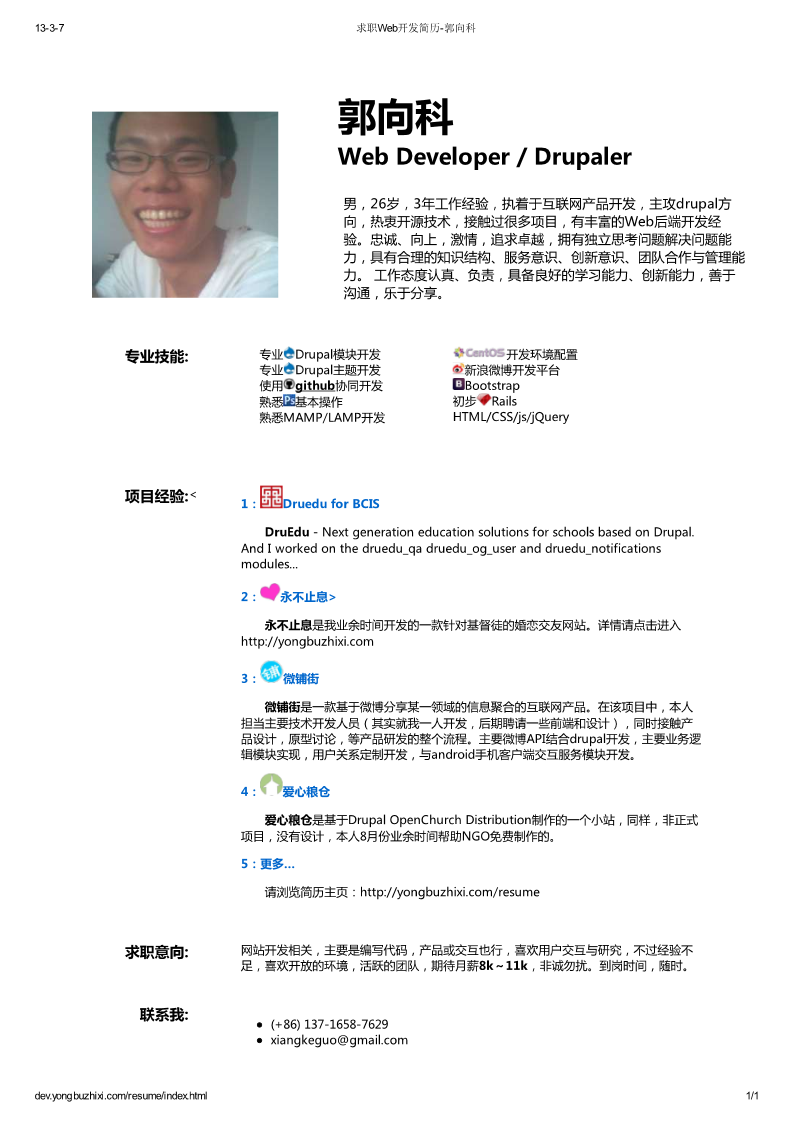 13-3-7
求职Web开发简历-郭向科
郭向科
Web Developer / Drupaler
男，26岁，3年工作经验，执着于互联网产品开发，主攻drupal方
向，热衷开源技术，接触过很多项目，有丰富的Web后端开发经
验。忠诚、向上，激情，追求卓越，拥有独立思考问题解决问题能
力，具有合理的知识结构、服务意识、创新意识、团队合作与管理能
力。 工作态度认真、负责，具备良好的学习能力、创新能力，善于
沟通，乐于分享。
专业技能:
专业Drupal模块开发
专业Drupal主题开发
使用github协同开发
熟悉Ps基本操作
熟悉MAMP/LAMP开发
CentOS开发环境配置
新浪微博开发平台
B Bootstrap
初步Rails
HTML/CSS/js/jQuery
项目经验:<
1：Druedu for BCIS
DruEdu - Next generation education solutions for schools based on Drupal.
And I worked on the druedu_qa druedu_og_user and druedu_notifications
modules...
2：永不止息>
永不止息是我业余时间开发的一款针对基督徒的婚恋交友网站。详情请点击进入
http://yongbuzhixi.com
3：铺 微铺街
微铺街是一款基于微博分享某一领域的信息聚合的互联网产品。在该项目中，本人
担当主要技术开发人员（其实就我一人开发，后期聘请一些前端和设计），同时接触产
品设计，原型讨论，等产品研发的整个流程。主要微博API结合drupal开发，主要业务逻
辑模块实现，用户关系定制开发，与android手机客户端交互服务模块开发。
4：爱心粮仓
爱心粮仓是基于Drupal OpenChurch Distribution制作的一个小站，同样，非正式
项目，没有设计，本人8月份业余时间帮助NGO免费制作的。
5：更多...
请浏览简历主页：http://yongbuzhixi.com/resume
求职意向:
网站开发相关，主要是编写代码，产品或交互也行，喜欢用户交互与研究，不过经验不
足，喜欢开放的环境，活跃的团队，期待月薪8k～11k，非诚勿扰。到岗时间，随时。
联系我:
● (+86) 137-1658-7629
● xiangkeguo@gmail.com
dev.yongbuzhixi.com/resume/index.html
1/1